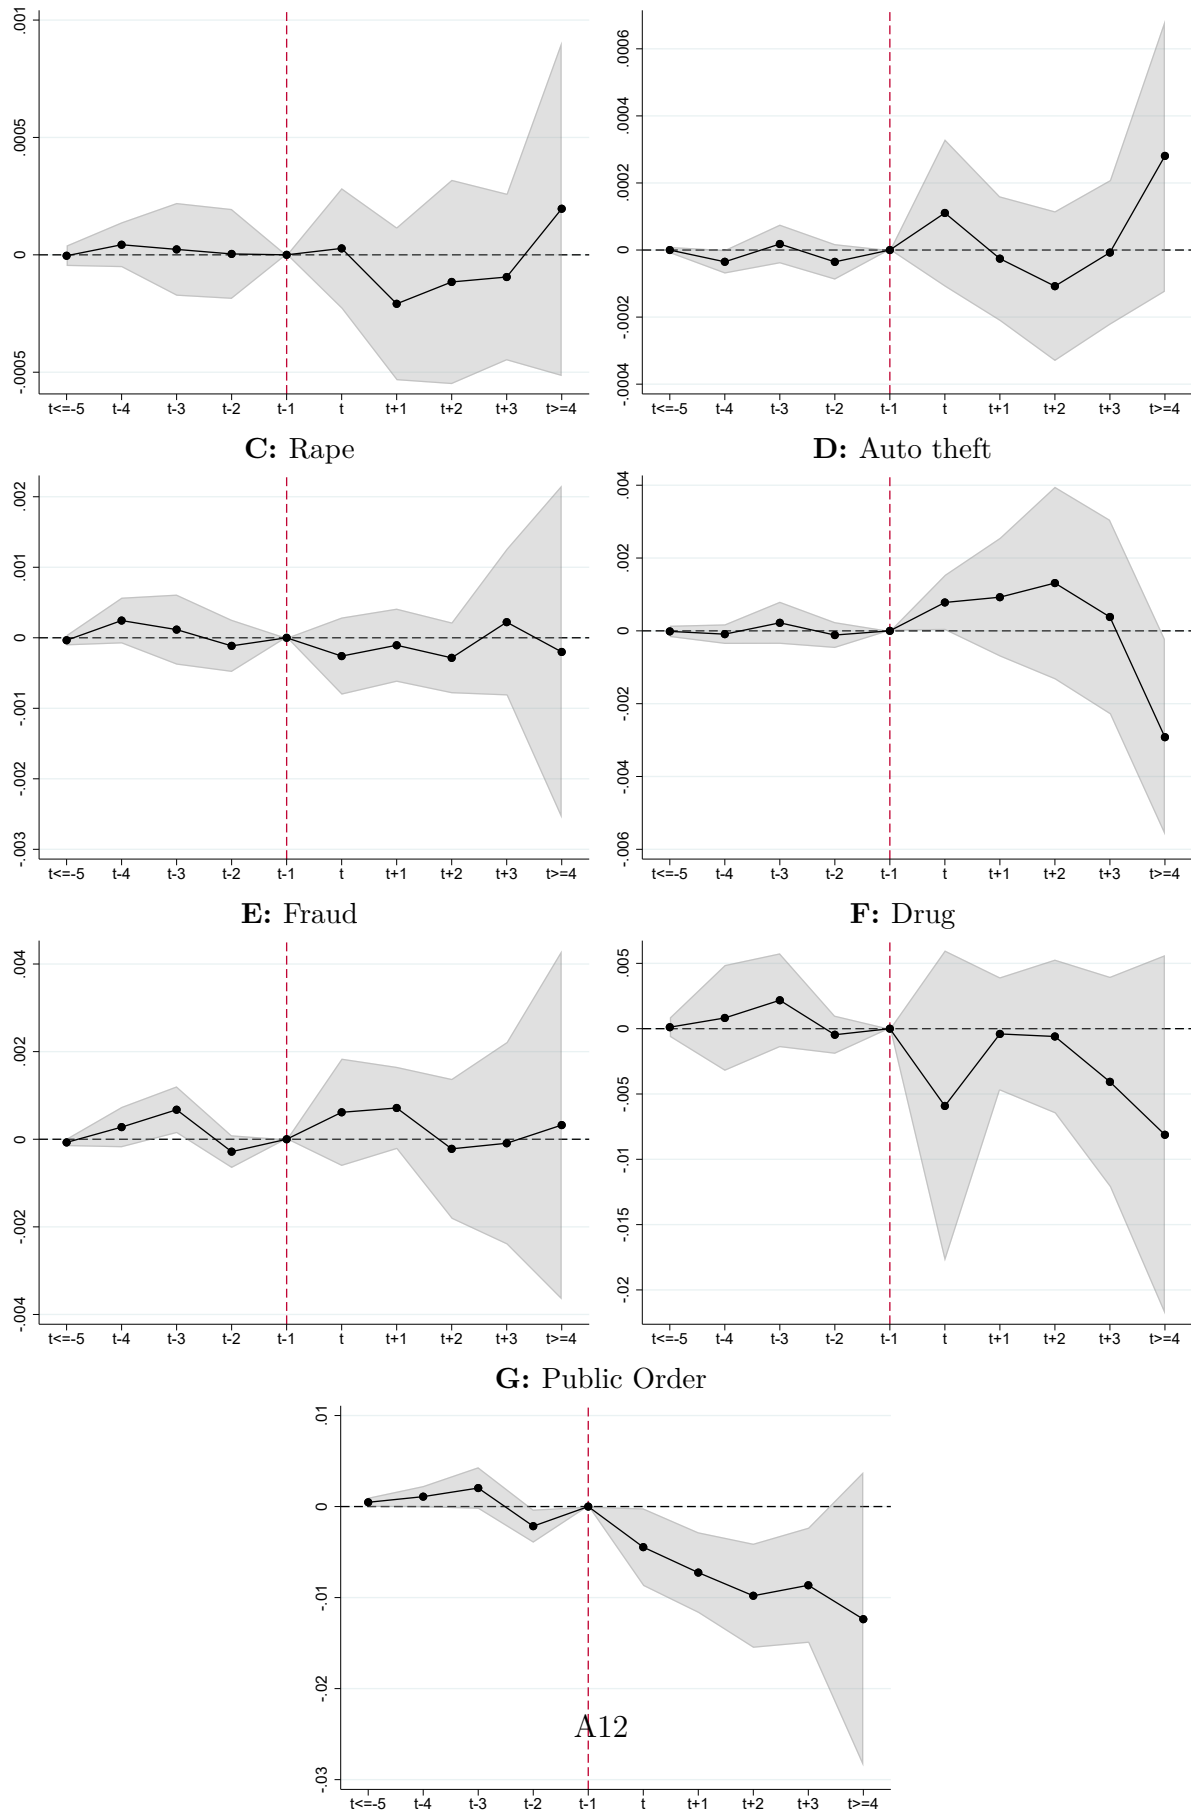 .001
.0005
0
-.0005
t<=-5 t-4 t-3 t-2 t-1 t t+1 t+2 t+3 t>=4
.0006
.0004
.0002
0
-.0002
-.0004
t<=-5 t-4 t-3 t-2 t-1 t t+1 t+2 t+3 t>=4
C: Rape
.002
.001
0
-.001
-.002
-.003
t<=-5 t-4 t-3 t-2 t-1 t t+1 t+2 t+3 t>=4
D: Auto theft
.004
.002
0
-.002
-.004
-.006
t<=-5 t-4 t-3 t-2 t-1 t t+1 t+2 t+3 t>=4
E: Fraud
.004
.002
0
-.002
-.004
t<=-5 t-4 t-3 t-2 t-1 t t+1 t+2 t+3 t>=4
F: Drug
.005
0
-.005
-.01
-.015
-.02
t<=-5 t-4 t-3 t-2 t-1 t t+1 t+2 t+3 t>=4
G: Public Order
.01
0
-.01
-.02
-.03
t<=-5 t-4 t-3 t-2 t-1 t t+1 t+2 t+3 t>=4
A12